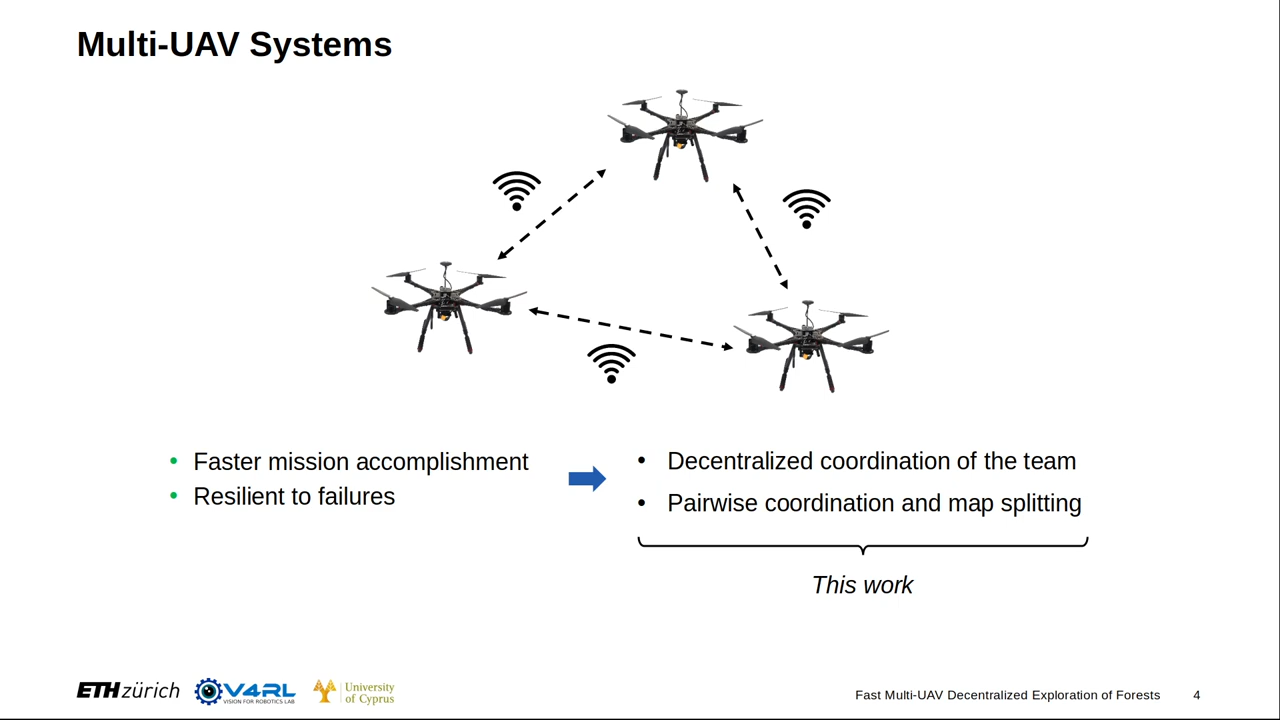 Multi-UAV Systems
• Faster mission accomplishment
• Resilient to failures
• Decentralized coordination of the team
• Pairwise coordination and map splitting
This work
ETH zürich
V4RL
VISION FOR ROBOTICS LAB
University
of Cyprus
Fast Multi-UAV Decentralized Exploration of Forests
4